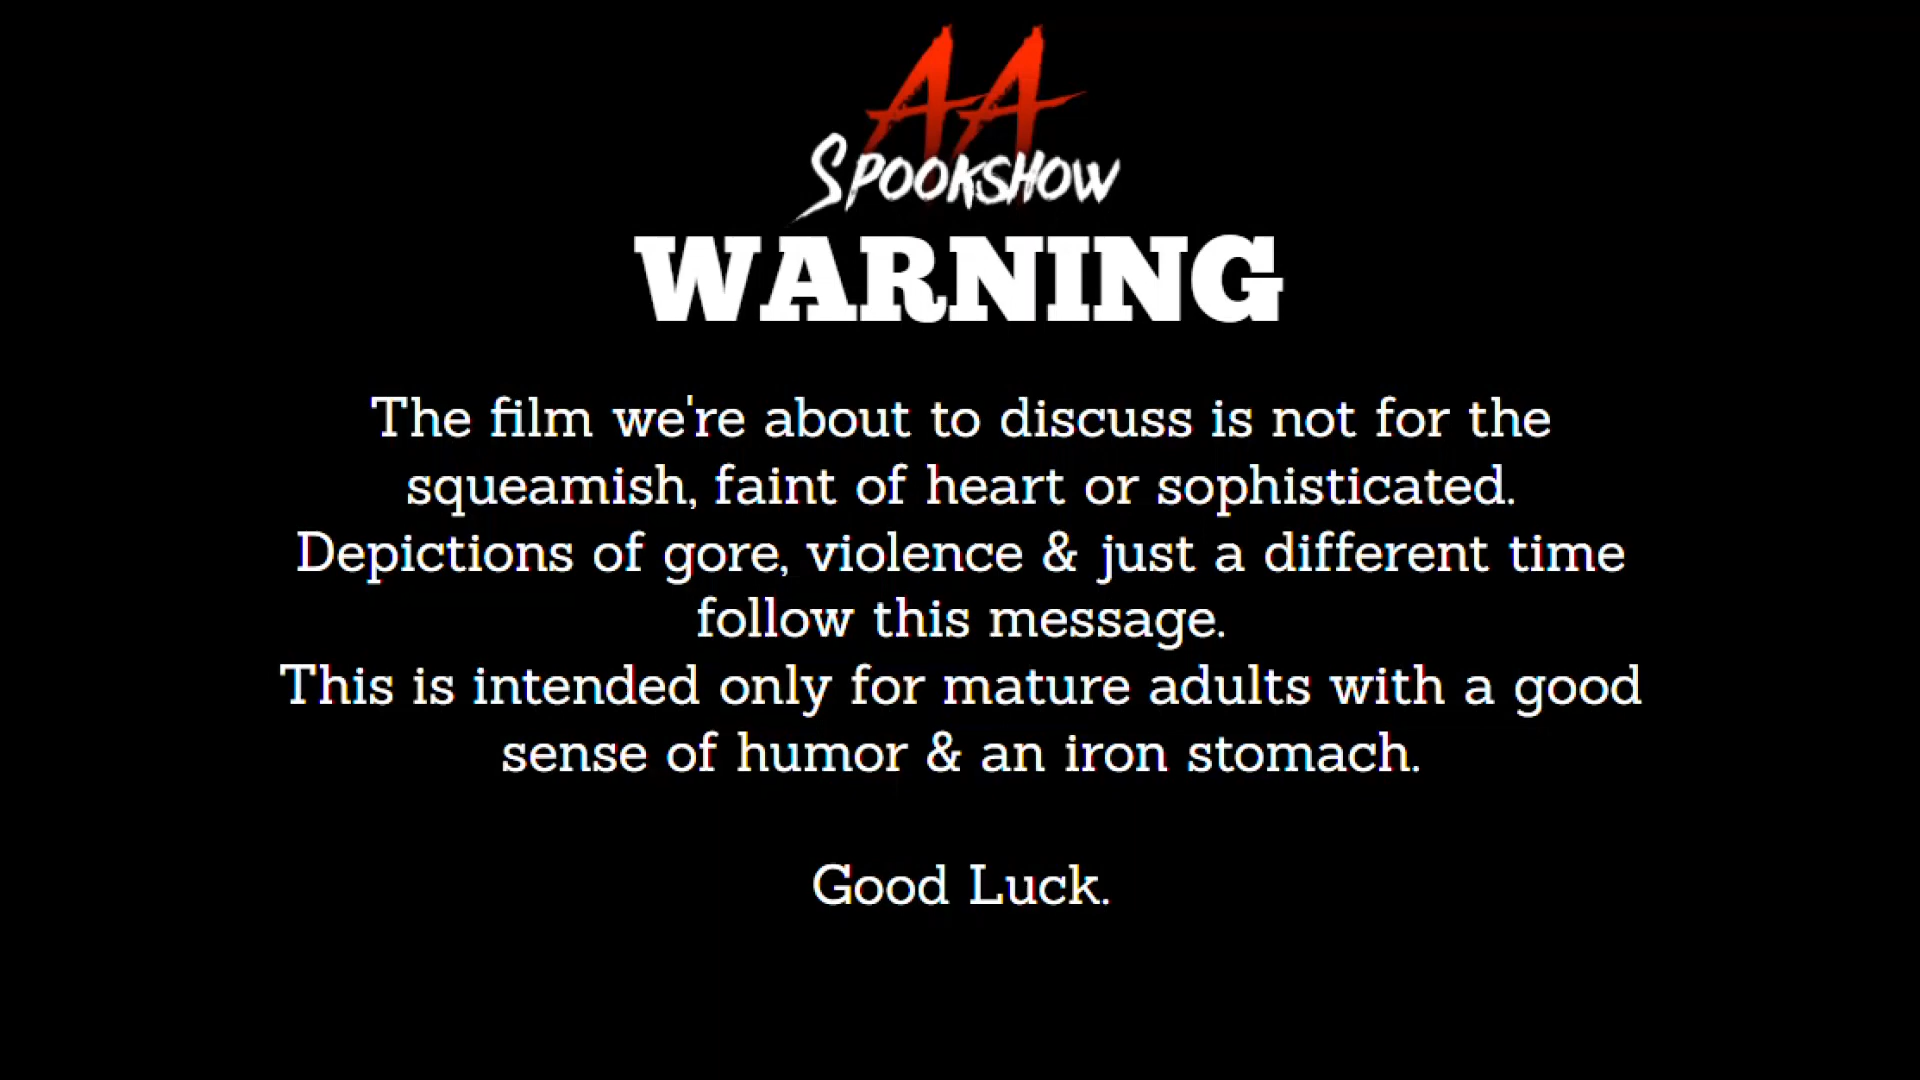 AA
SPOOKSHOW
WARNING
The film we're about to discuss is not for the
squeamish, faint of heart or sophisticated.
Depictions of gore, violence & just a different time
follow this message.
This is intended only for mature adults with a good
sense of humor & an iron stomach.
Good Luck.